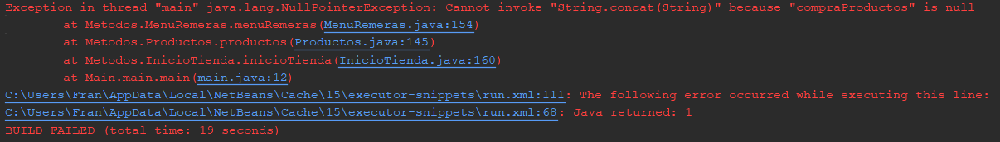 Exception in thread "main" java.lang.NullPointerException: Cannot invoke "String.concat(String)" because "compraProductos" is null
at Metodos.MenuRemeras.menuRemeras(MenuRemeras.java:154)
at Metodos.Productos.productos(Productos.java:145)
at Metodos.InicioTienda.inicioTienda(InicioTienda.java:160)
at Main.main.main(main.java:12)
C:\Users\Fran\AppData\Local\NetBeans\Cache\15\executor-snippets\run.xml:111: The following error occurred while executing this line:
C:\Users\Fran\AppData\Local\NetBeans\Cache\15\executor-snippets\run.xml:68: Java returned: 1
BUILD FAILED (total time: 19 seconds)